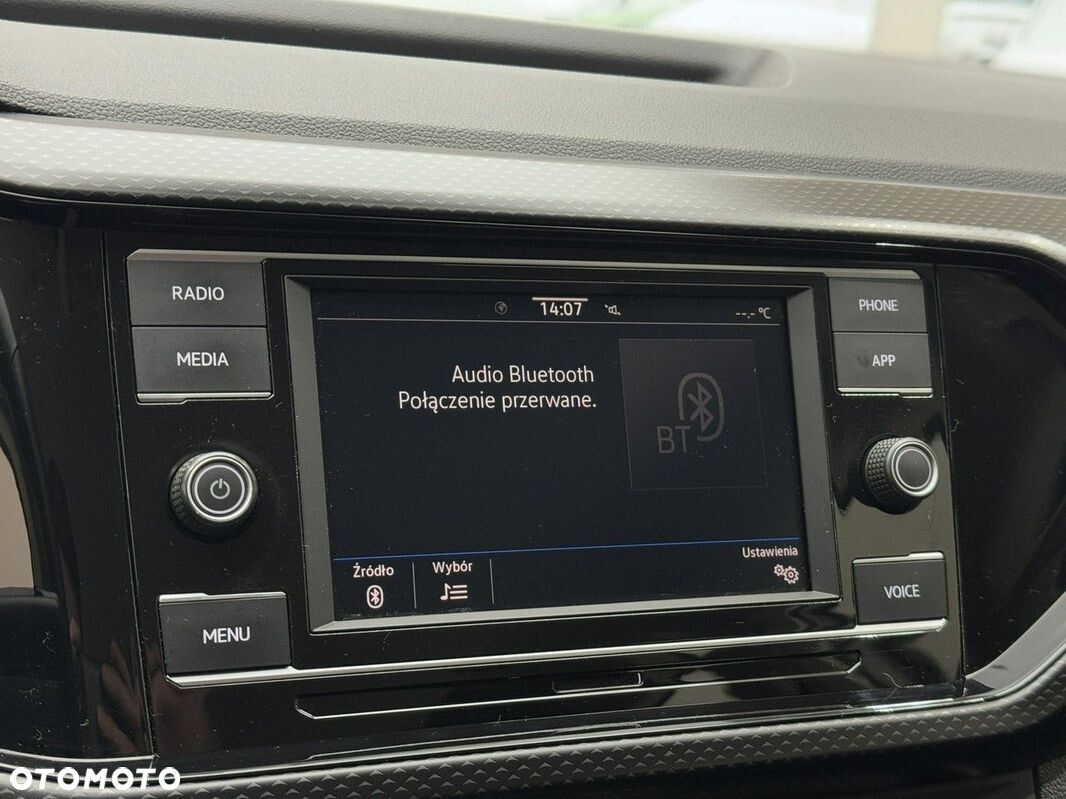 RADIO
MEDIA
MENU
14:07
--.- °C
Audio Bluetooth
Połączenie przerwane.
BT
Źródło
Wybór
Ustawienia
PHONE
APP
VOICE
OTOMOTO